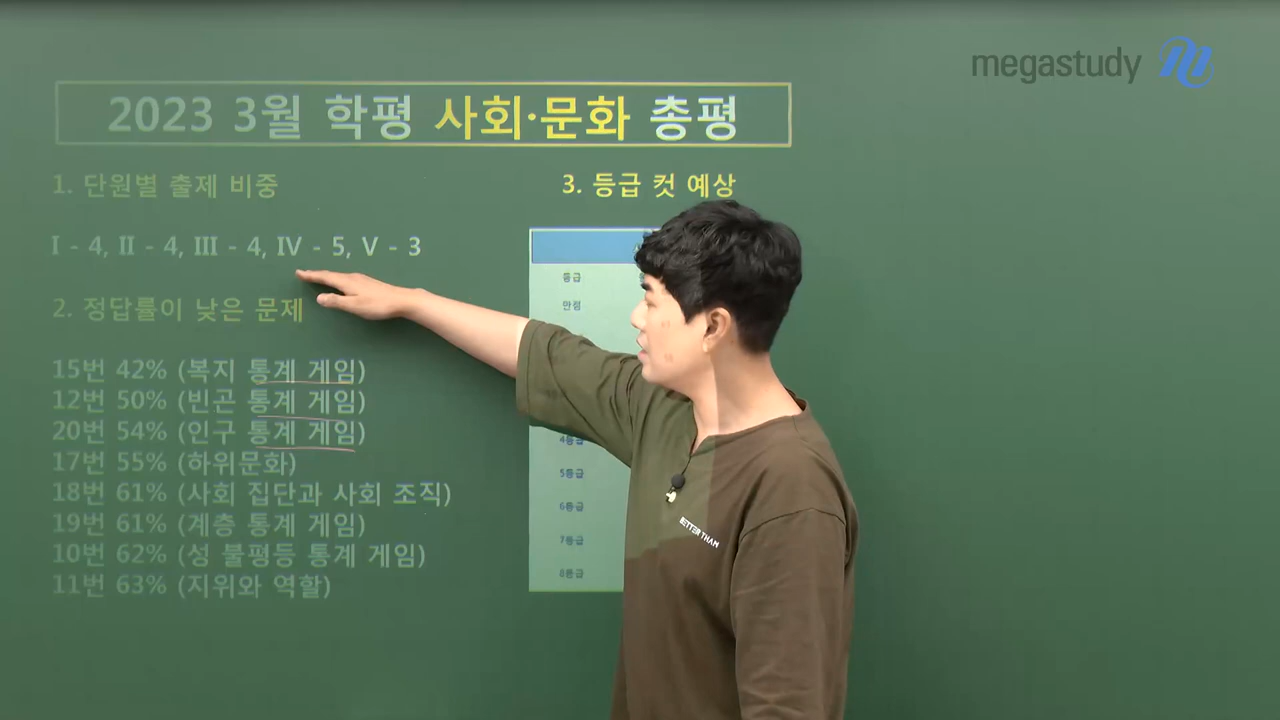 megastudy
2023 3월 학평 사회·문화 총평
1. 단원별 출제 비중
I - 4, II - 4, III - 4, IV - 5, V - 3
2. 정답률이 낮은 문제
15번 42% (복지 통계 게임)
12번 50% (빈곤 통계 게임)
20번 54% (인구 통계 게임)
17번 55% (하위문화)
18번 61% (사회 집단과 사회 조직)
19번 61% (계층 통계 게임)
10번 62% (성 불평등 통계 게임)
11번 63% (지위와 역할)
3. 등급 컷 예상
등급
만점
4등급
5등급
6등급
7등급
8등급
BETTER THAN